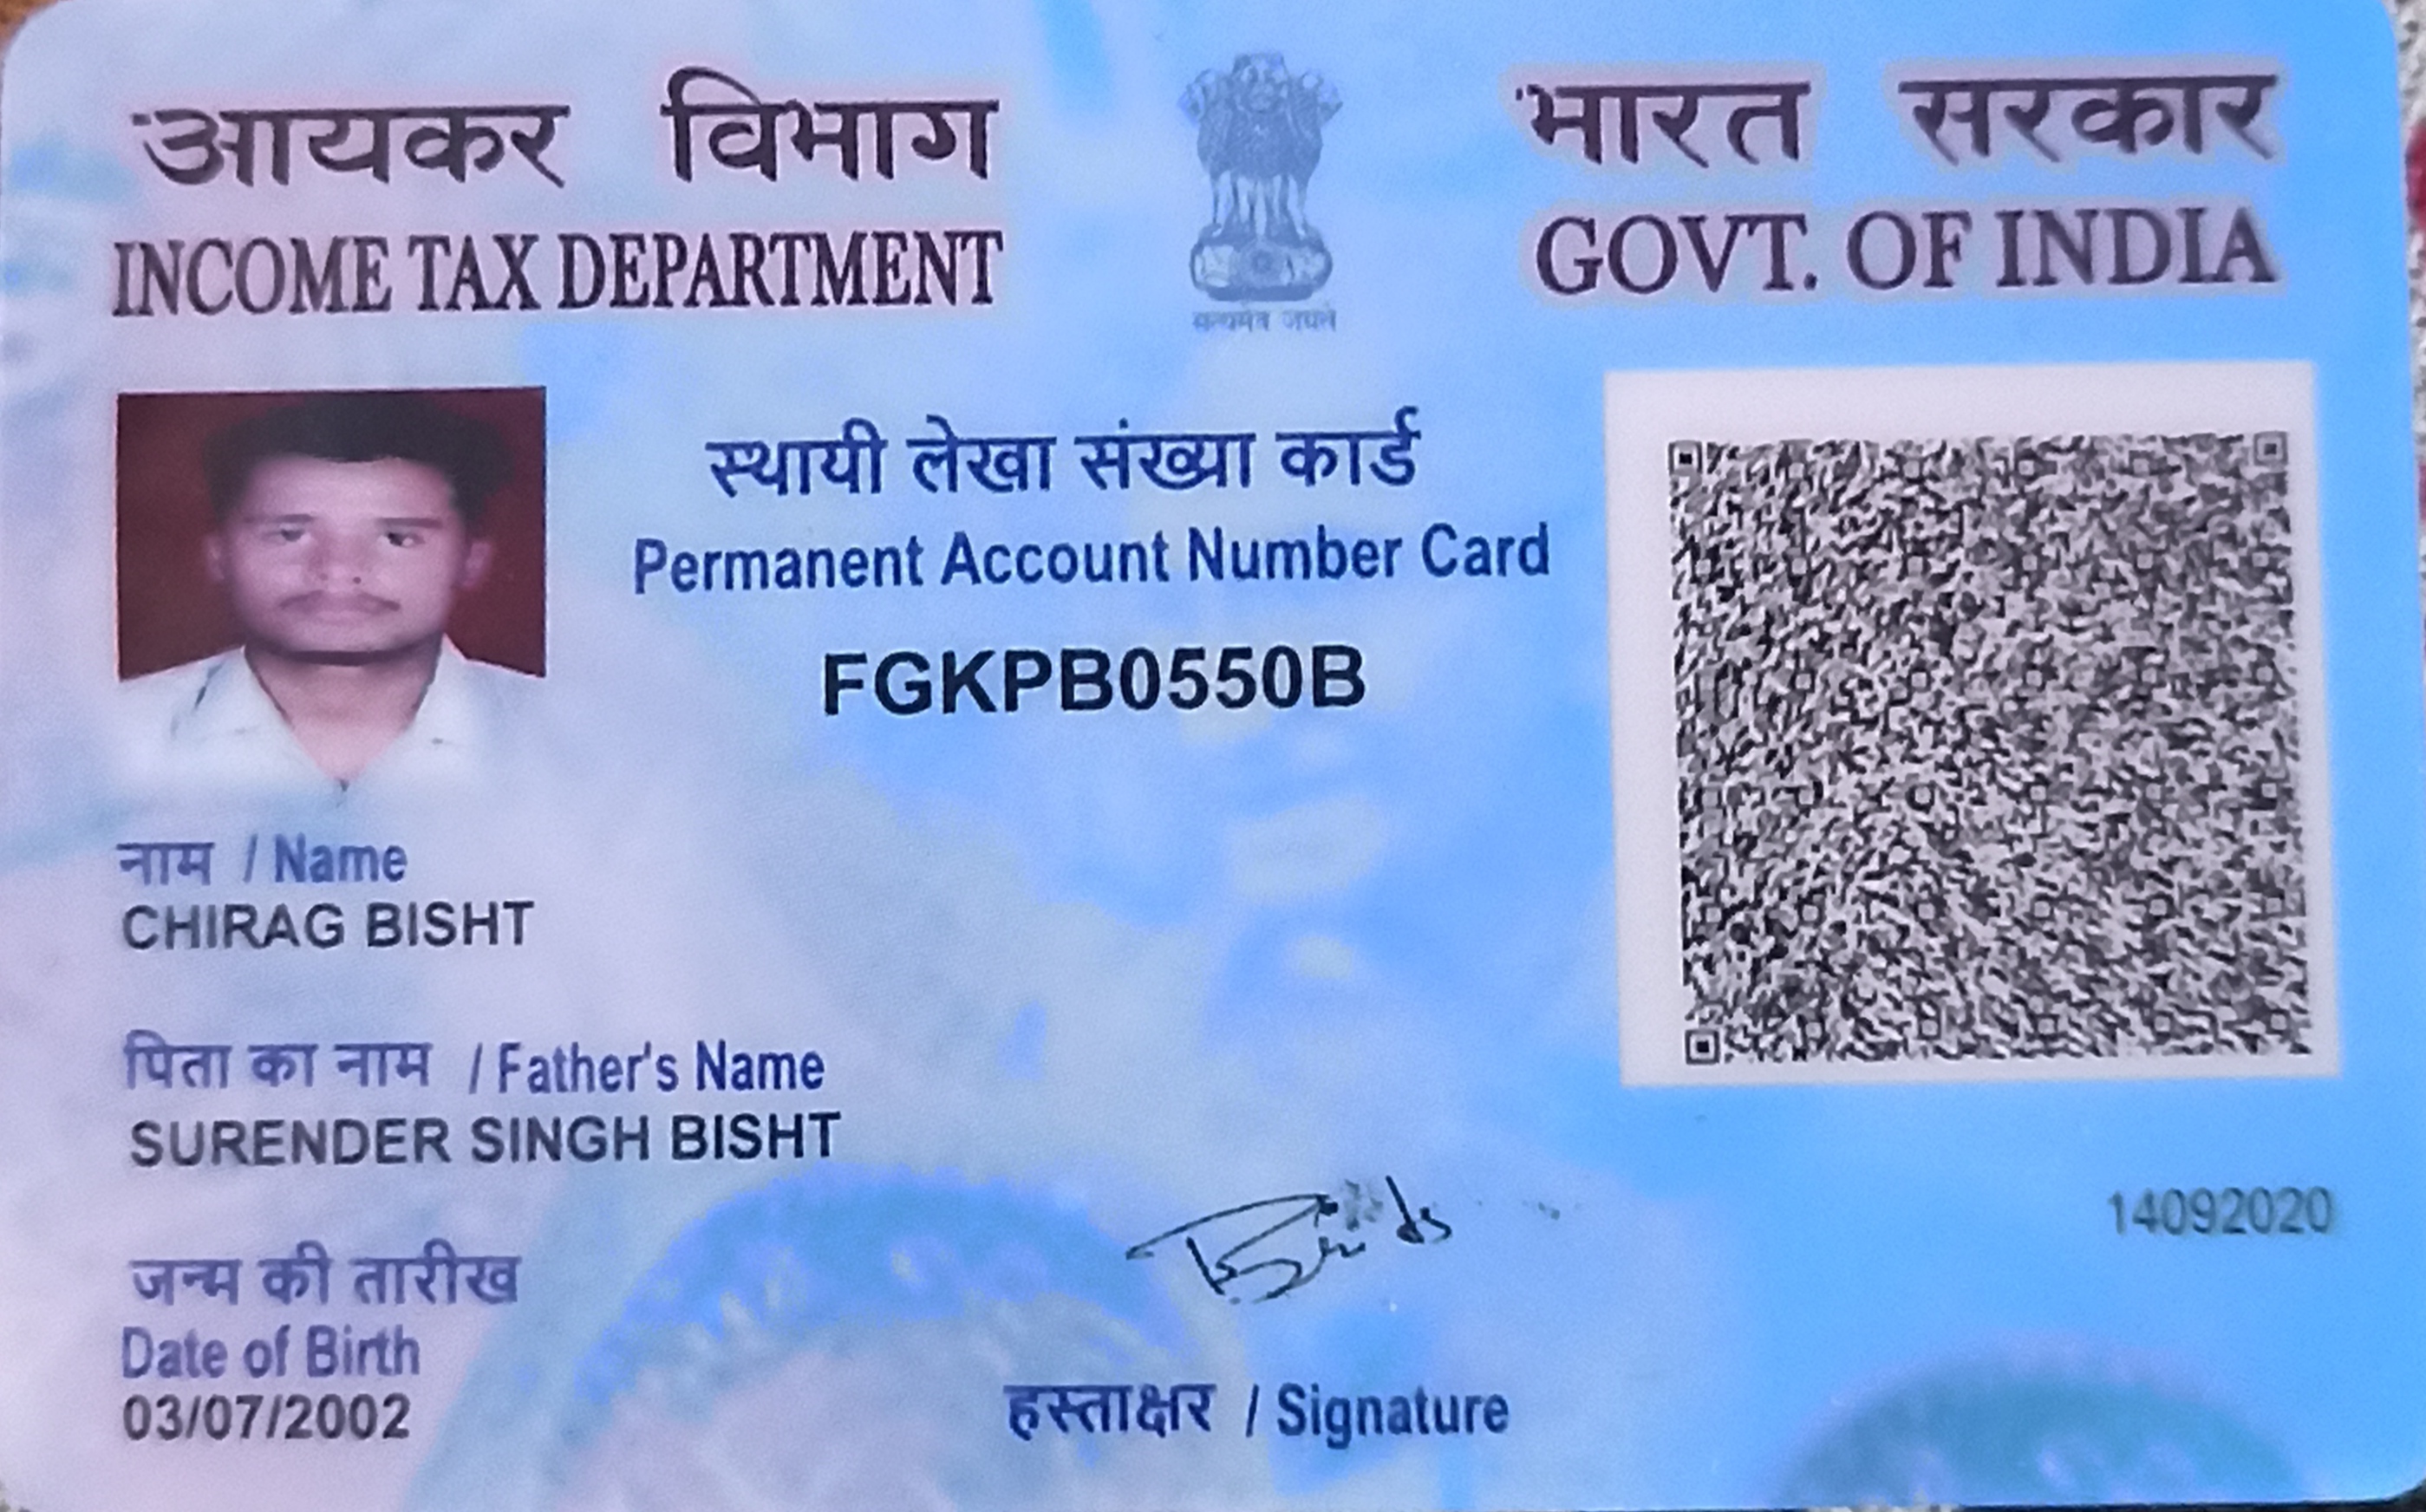 आयकर विभाग
INCOME TAX DEPARTMENT
सत्यमेव जयते
भारत सरकार
GOVT. OF INDIA
स्थायी लेखा संख्या कार्ड
Permanent Account Number Card
FGKPB0550B
नाम / Name
CHIRAG BISHT
पिता का नाम / Father's Name
SURENDER SINGH BISHT
14092020
जन्म की तारीख
Date of Birth
03/07/2002
हस्ताक्षर / Signature